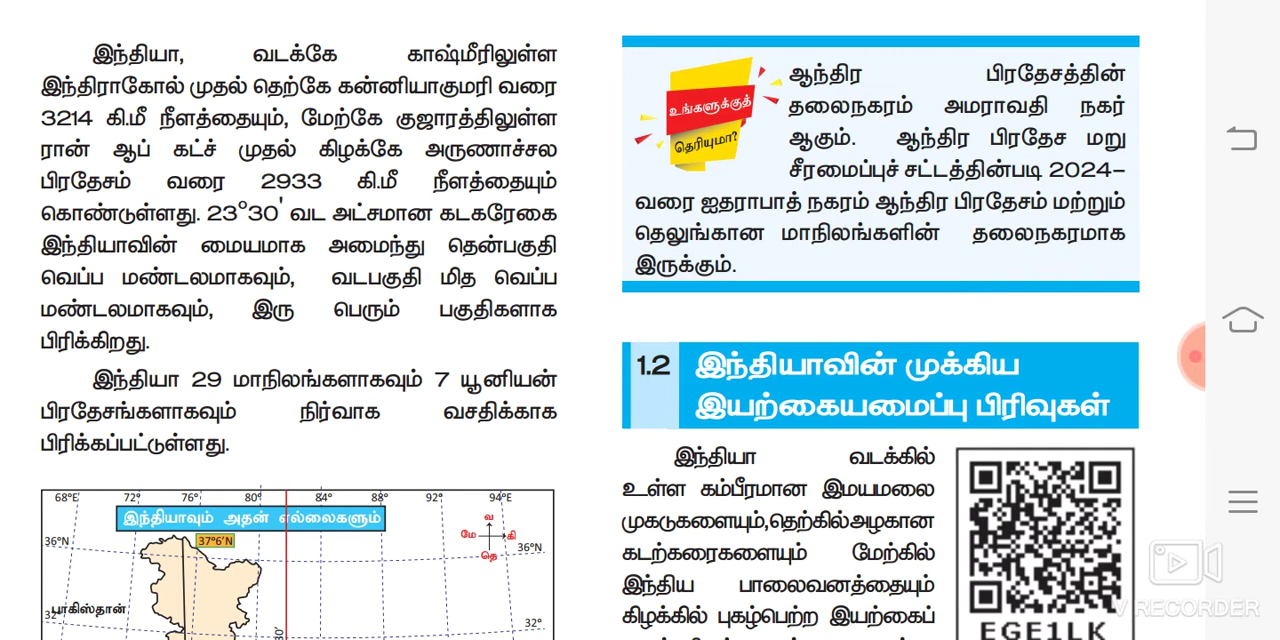 இந்தியா, வடக்கே காஷ்மீரிலுள்ள
இந்திராகோல் முதல் தெற்கே கன்னியாகுமரி வரை
3214 கி.மீ நீளத்தையும், மேற்கே குஜாரத்திலுள்ள
ரான் ஆப் கட்ச் முதல் கிழக்கே அருணாச்சல
பிரதேசம் வரை 2933 கி.மீ நீளத்தையும்
கொண்டுள்ளது. 23°30' வட அட்சமான கடகரேகை
இந்தியாவின் மையமாக அமைந்து தென்பகுதி
வெப்ப மண்டலமாகவும், வடபகுதி மித வெப்ப
மண்டலமாகவும், இரு பெரும் பகுதிகளாக
பிரிக்கிறது.
இந்தியா 29 மாநிலங்களாகவும் 7 யூனியன்
பிரதேசங்களாகவும் நிர்வாக வசதிக்காக
பிரிக்கப்பட்டுள்ளது.
68°E 72° 76° 80° 84° 88° 92° 94°E
இந்தியாவும் அதன் எல்லைகளும்
வ
மே கி
தெ
37°6'N
36°N 36°N
பாகிஸ்தான்
32° 32°
உங்களுக்குத்
தெரியுமா?
ஆந்திர பிரதேசத்தின்
தலைநகரம் அமராவதி நகர்
ஆகும். ஆந்திர பிரதேச மறு
சீரமைப்புச் சட்டத்தின்படி 2024–
வரை ஐதராபாத் நகரம் ஆந்திர பிரதேசம் மற்றும்
தெலுங்கான மாநிலங்களின் தலைநகரமாக
இருக்கும்.
1.2 இந்தியாவின் முக்கிய
இயற்கையமைப்பு பிரிவுகள்
இந்தியா வடக்கில்
உள்ள கம்பீரமான இமயமலை
முகடுகளையும்,தெற்கில்அழகான
கடற்கரைகளையும் மேற்கில்
இந்திய பாலைவனத்தையும்
கிழக்கில் புகழ்பெற்ற இயற்கைப்
EGE1LK
V RECORDER